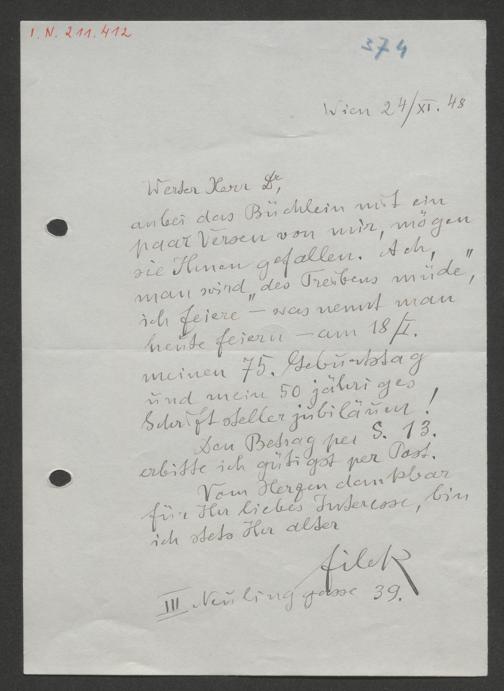 I. N. 211.412
374
Wien 24/XI. 48
Werter Herr Dr,
anbei das Büchlein mit ein
paar Versen von mir, mögen
sie Ihnen gefallen. Ach,
man wird „des Treibens müde",
ich feiere – was nennt man
heute feiern – am 18/I.
meinen 75. Geburtstag
und mein 50 jähriges
Schriftstellerjubiläum!
Den Betrag per S. 13.
erbitte ich gütigst per Post.
Vom Herzen dankbar
für Ihr liebes Interesse, bin
ich stets Ihr alter
Filek
III Neulinggasse 39.